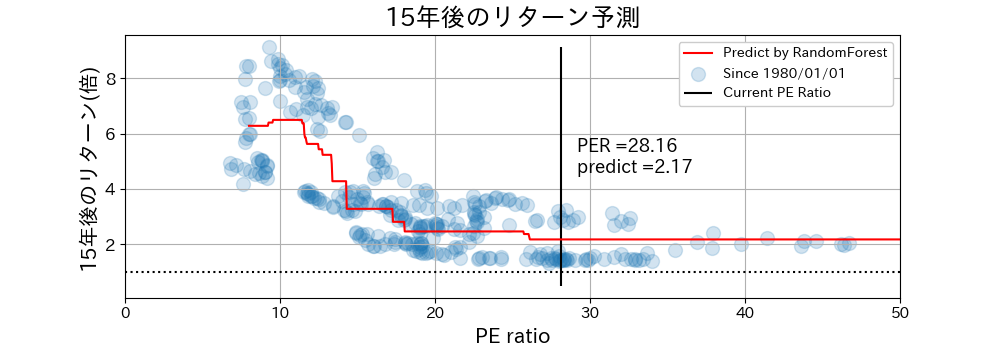 15年後のリターン予測
15年後のリターン(倍)
8
6
4
2
Predict by RandomForest
Since 1980/01/01
Current PE Ratio
PER =28.16
predict =2.17
0
10
20
30
40
50
PE ratio